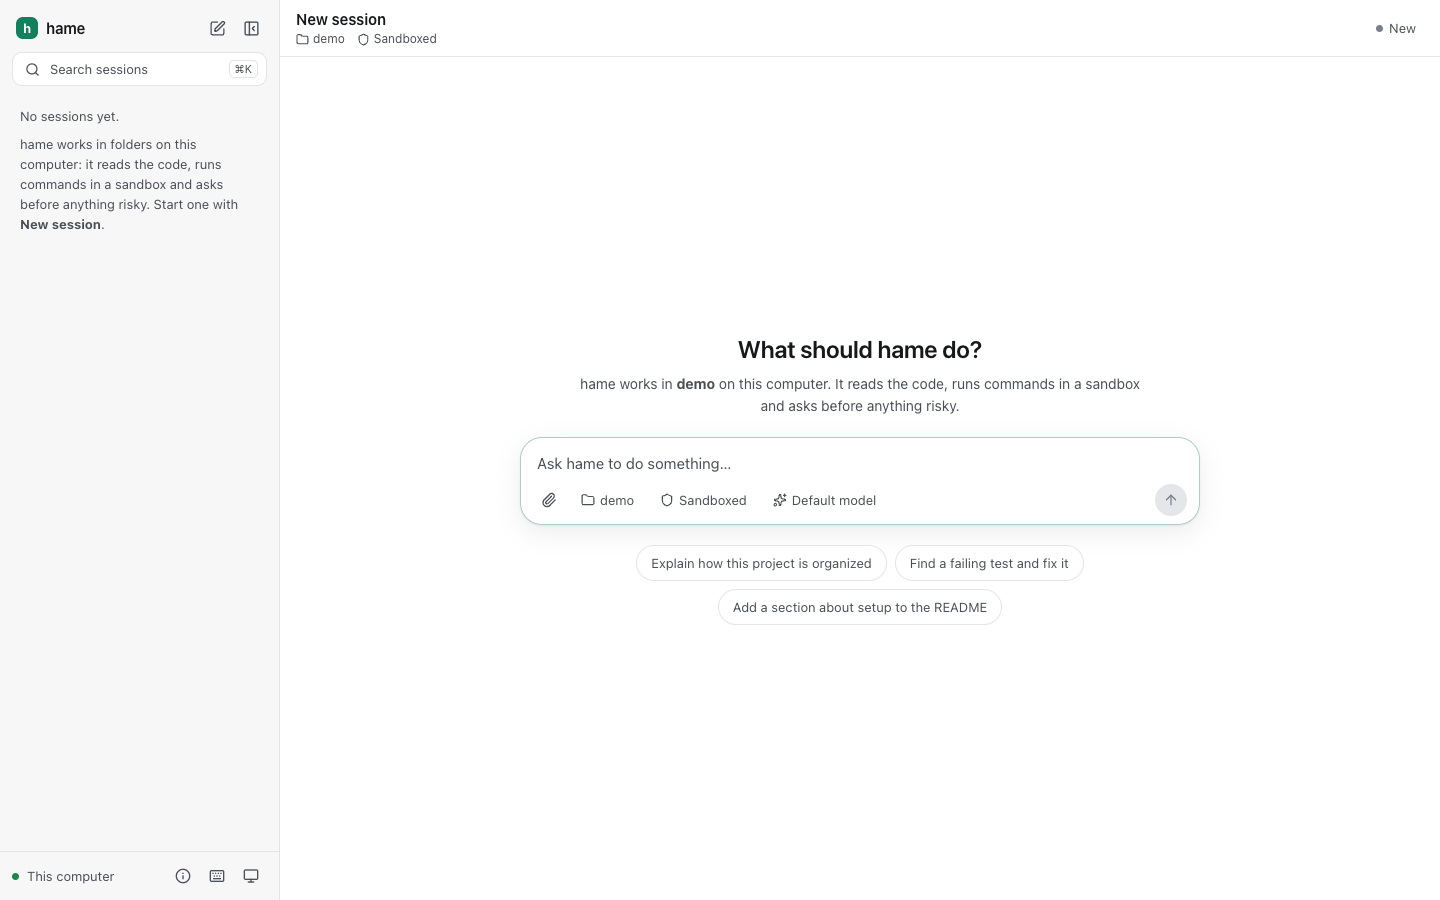 h hame
Search sessions ⌘K
No sessions yet.
hame works in folders on this
computer: it reads the code, runs
commands in a sandbox and asks
before anything risky. Start one with
New session.
This computer
New session
demo Sandboxed
New
What should hame do?
hame works in demo on this computer. It reads the code, runs commands in a sandbox
and asks before anything risky.
Ask hame to do something...
demo Sandboxed Default model
Explain how this project is organized Find a failing test and fix it
Add a section about setup to the README